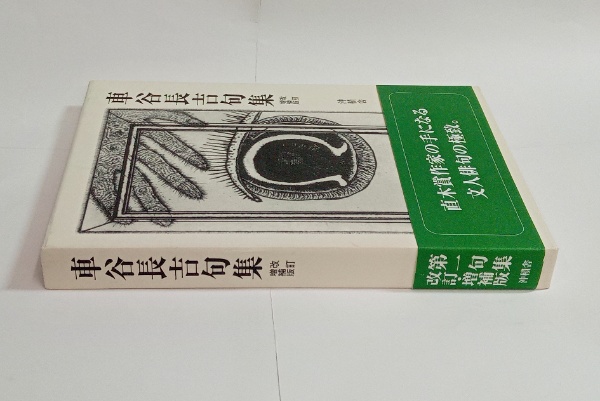 車谷長吉句集
改訂
増補版
沖積舎
直木賞作家の手になる
文人俳句の極致。
車谷長吉句集
改訂
増補版
第一句集
改訂・増補版
沖積舎